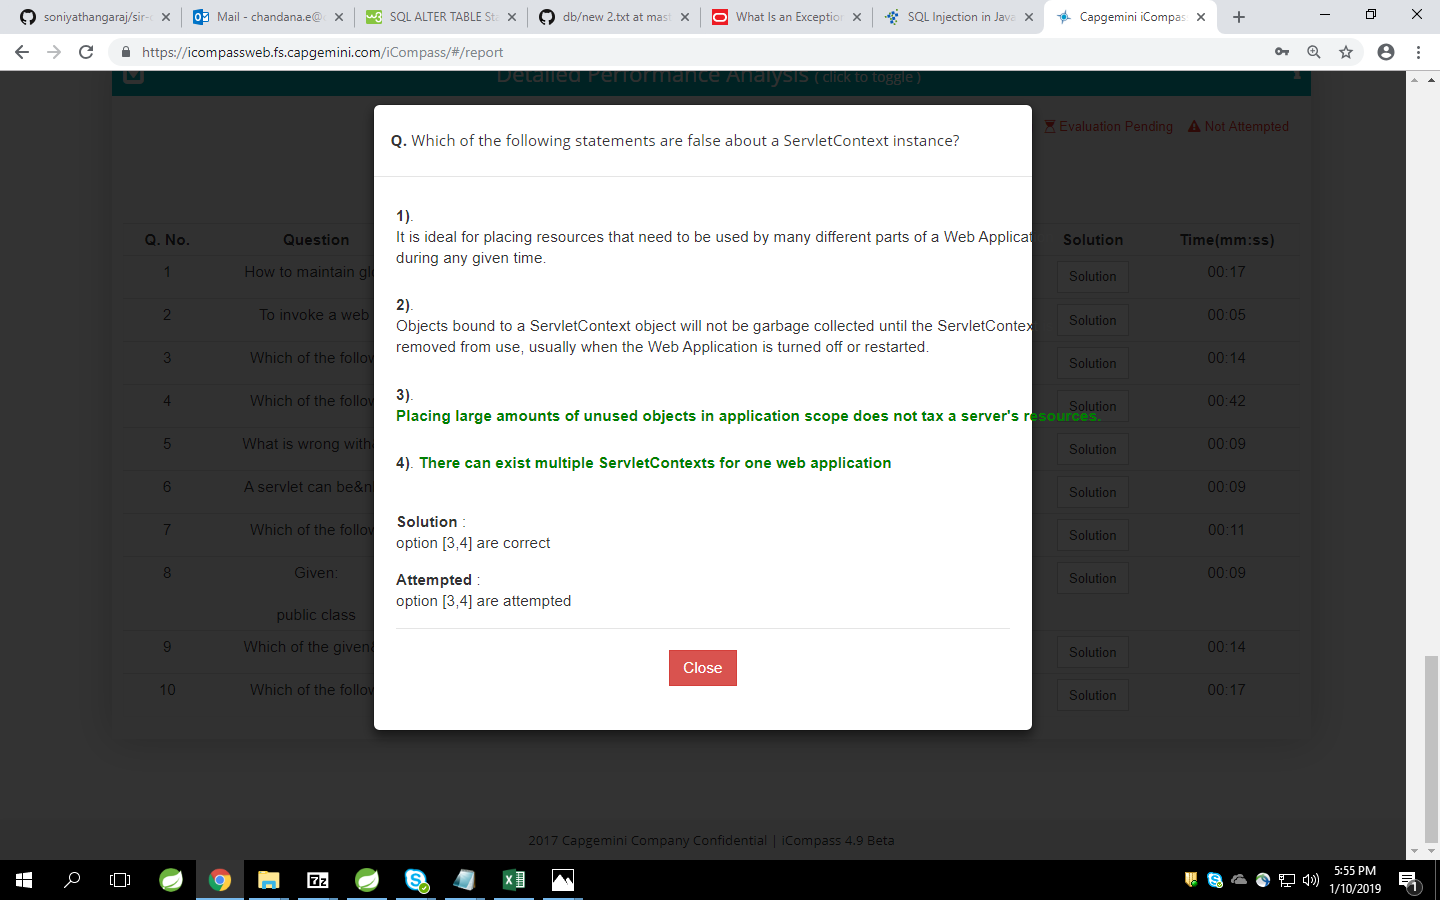 soniyathangaraj/sir-
Mail - chandana.e@
SQL ALTER TABLE Sta
db/new 2.txt at mast
What Is an Exception
SQL Injection in Java
Capgemini iCompas
https://icompassweb.fs.capgemini.com/iCompass/#/report
Detailed Performance Analysis ( click to toggle )
Evaluation Pending Not Attempted
Q. Which of the following statements are false about a ServletContext instance?
1).
It is ideal for placing resources that need to be used by many different parts of a Web Applicat
during any given time.
2).
Objects bound to a ServletContext object will not be garbage collected until the ServletContex
removed from use, usually when the Web Application is turned off or restarted.
3).
Placing large amounts of unused objects in application scope does not tax a server's resources.
4). There can exist multiple ServletContexts for one web application
Solution :
option [3,4] are correct
Attempted :
option [3,4] are attempted
Close
Q. No. Question Solution Time(mm:ss)
1 How to maintain gl Solution 00:17
2 To invoke a web Solution 00:05
3 Which of the follow Solution 00:14
4 Which of the follow Solution 00:42
5 What is wrong with Solution 00:09
6 A servlet can be&n Solution 00:09
7 Which of the follow Solution 00:11
8 Given: Solution 00:09
public class
9 Which of the given& Solution 00:14
10 Which of the follow Solution 00:17
2017 Capgemini Company Confidential | iCompass 4.9 Beta
5:55 PM
1/10/2019
1